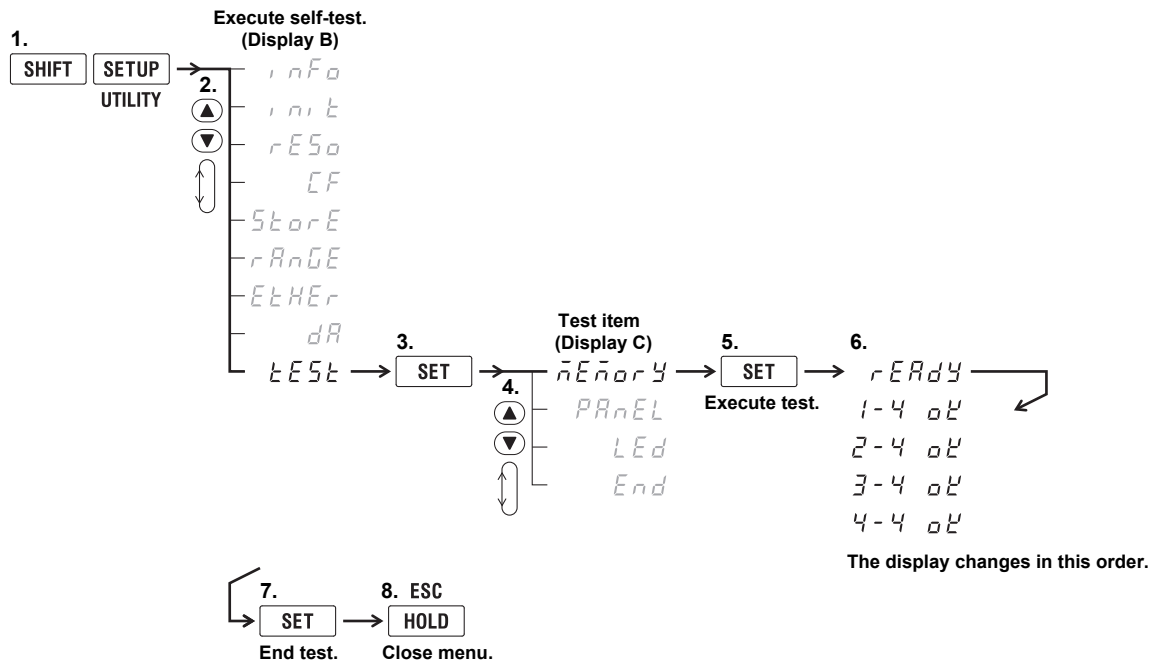 Execute self-test.
(Display B)
1.
SHIFT SETUP
UTILITY
2.
inFo
init
rESo
CF
StorE
rAnGE
EtHEr
dA
tESt
3.
SET
4.
Test item
(Display C)
mEmorY
PAnEL
LEd
End
5.
SET
Execute test.
6.
rEAdY
1-4 oK
2-4 oK
3-4 oK
4-4 oK
The display changes in this order.
7.
SET
End test.
8. ESC
HOLD
Close menu.